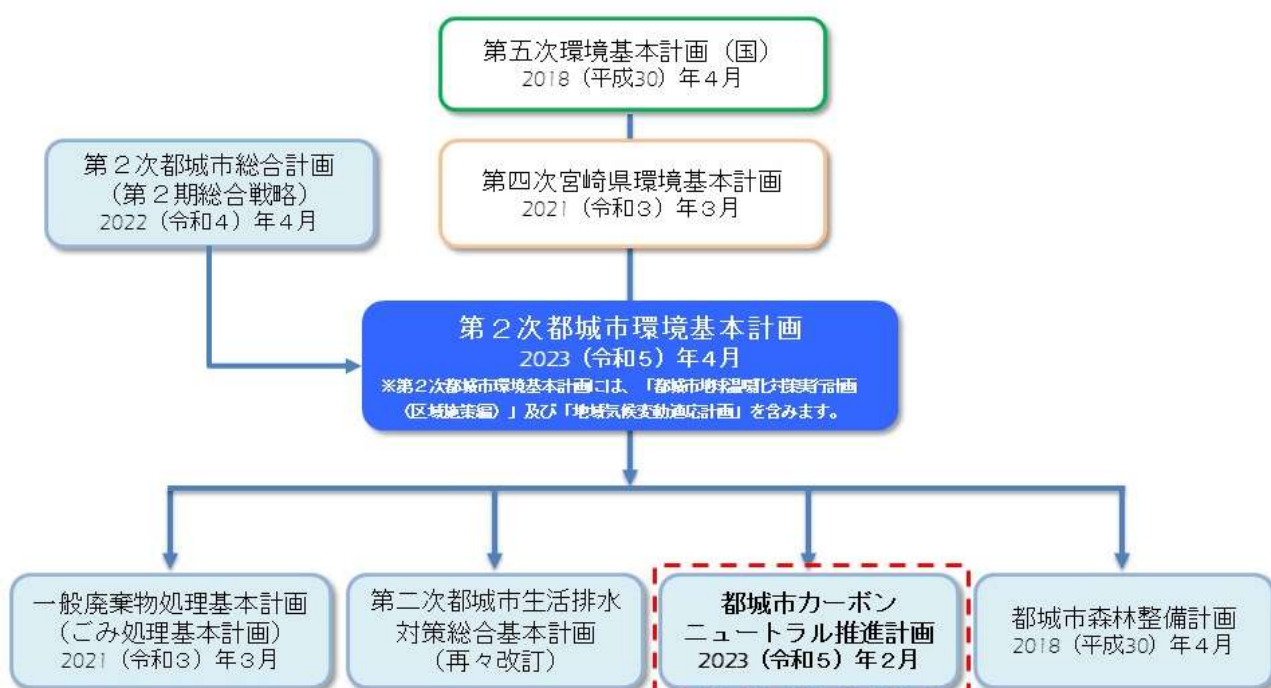 第五次環境基本計画（国）
2018（平成30）年４月
第２次都城市総合計画
（第２期総合戦略）
2022（令和４）年４月
第四次宮崎県環境基本計画
2021（令和３）年３月
第２次都城市環境基本計画
2023（令和５）年４月
※第２次都城市環境基本計画には、「都城市地球温暖化対策実行計画
（区域施策編）」及び「地域気候変動適応計画」を含みます。
一般廃棄物処理基本計画
（ごみ処理基本計画）
2021（令和３）年３月
第二次都城市生活排水
対策総合基本計画
（再々改訂）
都城市カーボン
ニュートラル推進計画
2023（令和５）年２月
都城市森林整備計画
2018（平成30）年４月